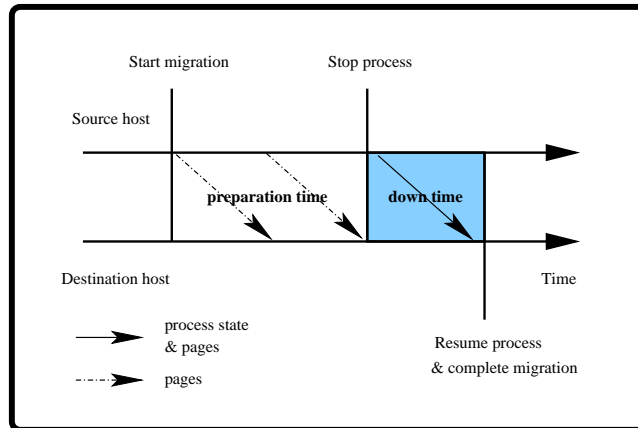 Start migration
Stop process
Source host
preparation time
down time
Destination host
Time
process state
& pages
pages
Resume process
& complete migration